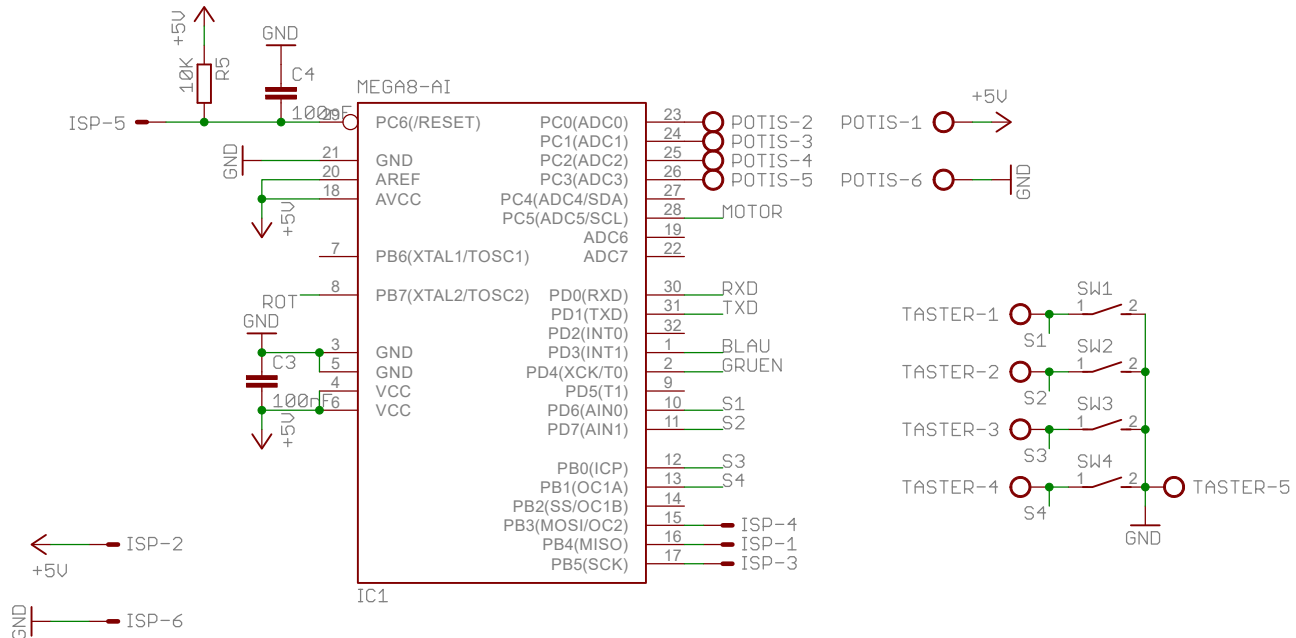 +5V
10K
R5
GND
C4
100nF
ISP-5
MEGA8-AI
29
PC6(/RESET)
GND
21
GND
20
AREF
18
AVCC
+5V
7
PB6(XTAL1/TOSC1)
ROT
8
PB7(XTAL2/TOSC2)
GND
3
GND
C3
5
GND
4
VCC
100nF
6
VCC
+5V
PC0(ADC0)
23
POTIS-2
PC1(ADC1)
24
POTIS-3
PC2(ADC2)
25
POTIS-4
PC3(ADC3)
26
POTIS-5
PC4(ADC4/SDA)
27
PC5(ADC5/SCL)
28
MOTOR
ADC6
19
ADC7
22
PD0(RXD)
30
RXD
PD1(TXD)
31
TXD
PD2(INT0)
32
PD3(INT1)
1
BLAU
PD4(XCK/T0)
2
GRUEN
PD5(T1)
9
PD6(AIN0)
10
S1
PD7(AIN1)
11
S2
PB0(ICP)
12
S3
PB1(OC1A)
13
S4
PB2(SS/OC1B)
14
PB3(MOSI/OC2)
15
ISP-4
PB4(MISO)
16
ISP-1
PB5(SCK)
17
ISP-3
IC1
POTIS-1
+5V
POTIS-6
GND
TASTER-1
S1
SW1
1
2
TASTER-2
S2
SW2
1
2
TASTER-3
S3
SW3
1
2
TASTER-4
S4
SW4
1
2
TASTER-5
GND
ISP-2
+5V
GND
ISP-6